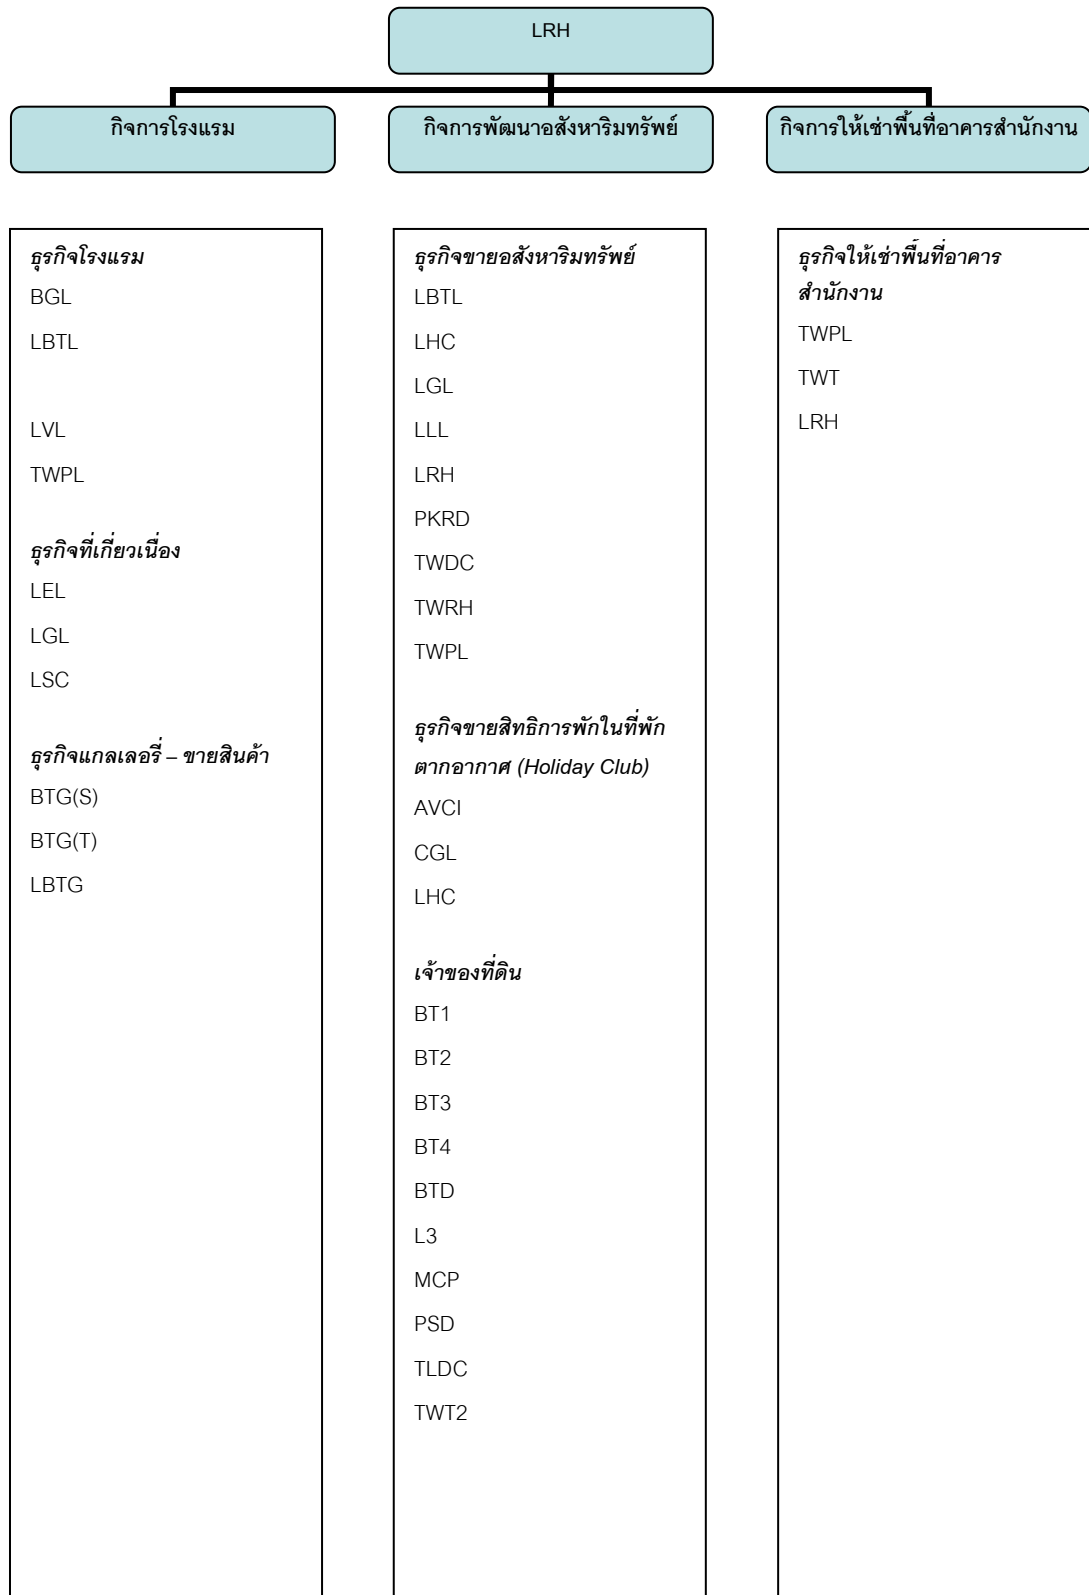 LRH
กิจการโรงแรม
กิจการพัฒนาอสังหาริมทรัพย์
กิจการให้เช่าพื้นที่อาคารสำนักงาน
ธุรกิจโรงแรม
BGL
LBTL
LVL
TWPL
ธุรกิจที่เกี่ยวเนื่อง
LEL
LGL
LSC
ธุรกิจแกลเลอรี่ – ขายสินค้า
BTG(S)
BTG(T)
LBTG
ธุรกิจขายอสังหาริมทรัพย์
LBTL
LHC
LGL
LLL
LRH
PKRD
TWDC
TWRH
TWPL
ธุรกิจขายสิทธิการพักในที่พัก
ตากอากาศ (Holiday Club)
AVCI
CGL
LHC
เจ้าของที่ดิน
BT1
BT2
BT3
BT4
BTD
L3
MCP
PSD
TLDC
TWT2
ธุรกิจให้เช่าพื้นที่อาคาร
สำนักงาน
TWPL
TWT
LRH